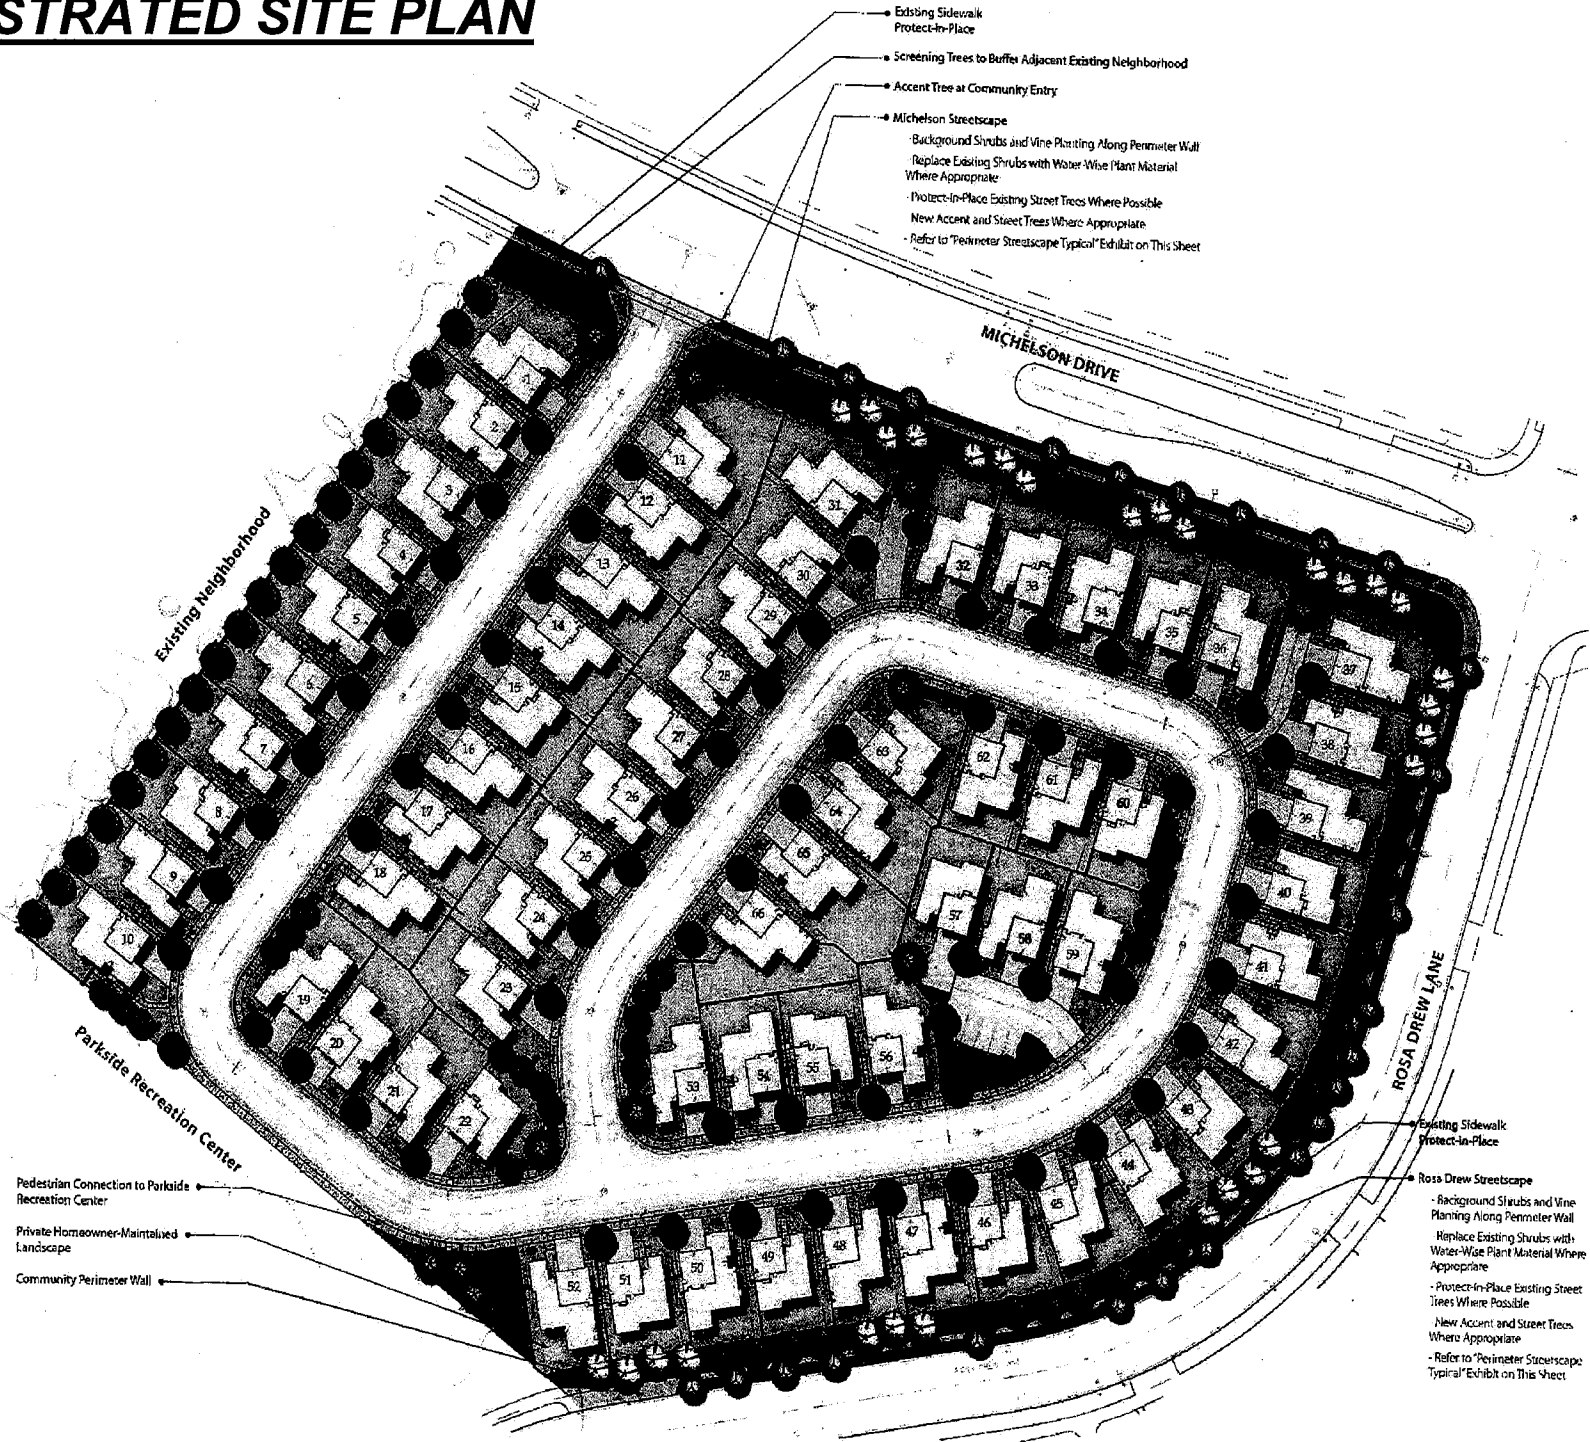 STRATED SITE PLAN
Existing Sidewalk
Protect-In-Place
Screening Trees to Buffer Adjacent Existing Neighborhood
Accent Tree at Community Entry
Michelson Streetscape
- Background Shrubs and Vine Planting Along Perimeter Wall
- Replace Existing Shrubs with Water-Wise Plant Material
Where Appropriate
- Protect-In-Place Existing Street Trees Where Possible
New Accent and Street Trees Where Appropriate
- Refer to "Perimeter Streetscape Typical" Exhibit on This Sheet
MICHELSON DRIVE
Existing Neighborhood
1
2
3
4
5
6
7
8
9
10
11
12
13
14
15
16
17
18
19
20
21
22
23
24
25
26
27
28
29
30
31
32
33
34
35
36
37
38
39
40
41
42
43
44
45
46
47
48
49
50
51
52
53
54
55
56
57
58
59
60
61
62
63
64
65
66
ROSA DREW LANE
Parkside Recreation Center
Pedestrian Connection to Parkside
Recreation Center
Private Homeowner-Maintained
Landscape
Community Perimeter Wall
Existing Sidewalk
Protect-In-Place
Rosa Drew Streetscape
- Background Shrubs and Vine
Planting Along Perimeter Wall
Replace Existing Shrubs with
Water-Wise Plant Material Where
Appropriate
- Protect-In-Place Existing Street
Trees Where Possible
New Accent and Street Trees
Where Appropriate
- Refer to "Perimeter Streetscape
Typical" Exhibit on This Sheet